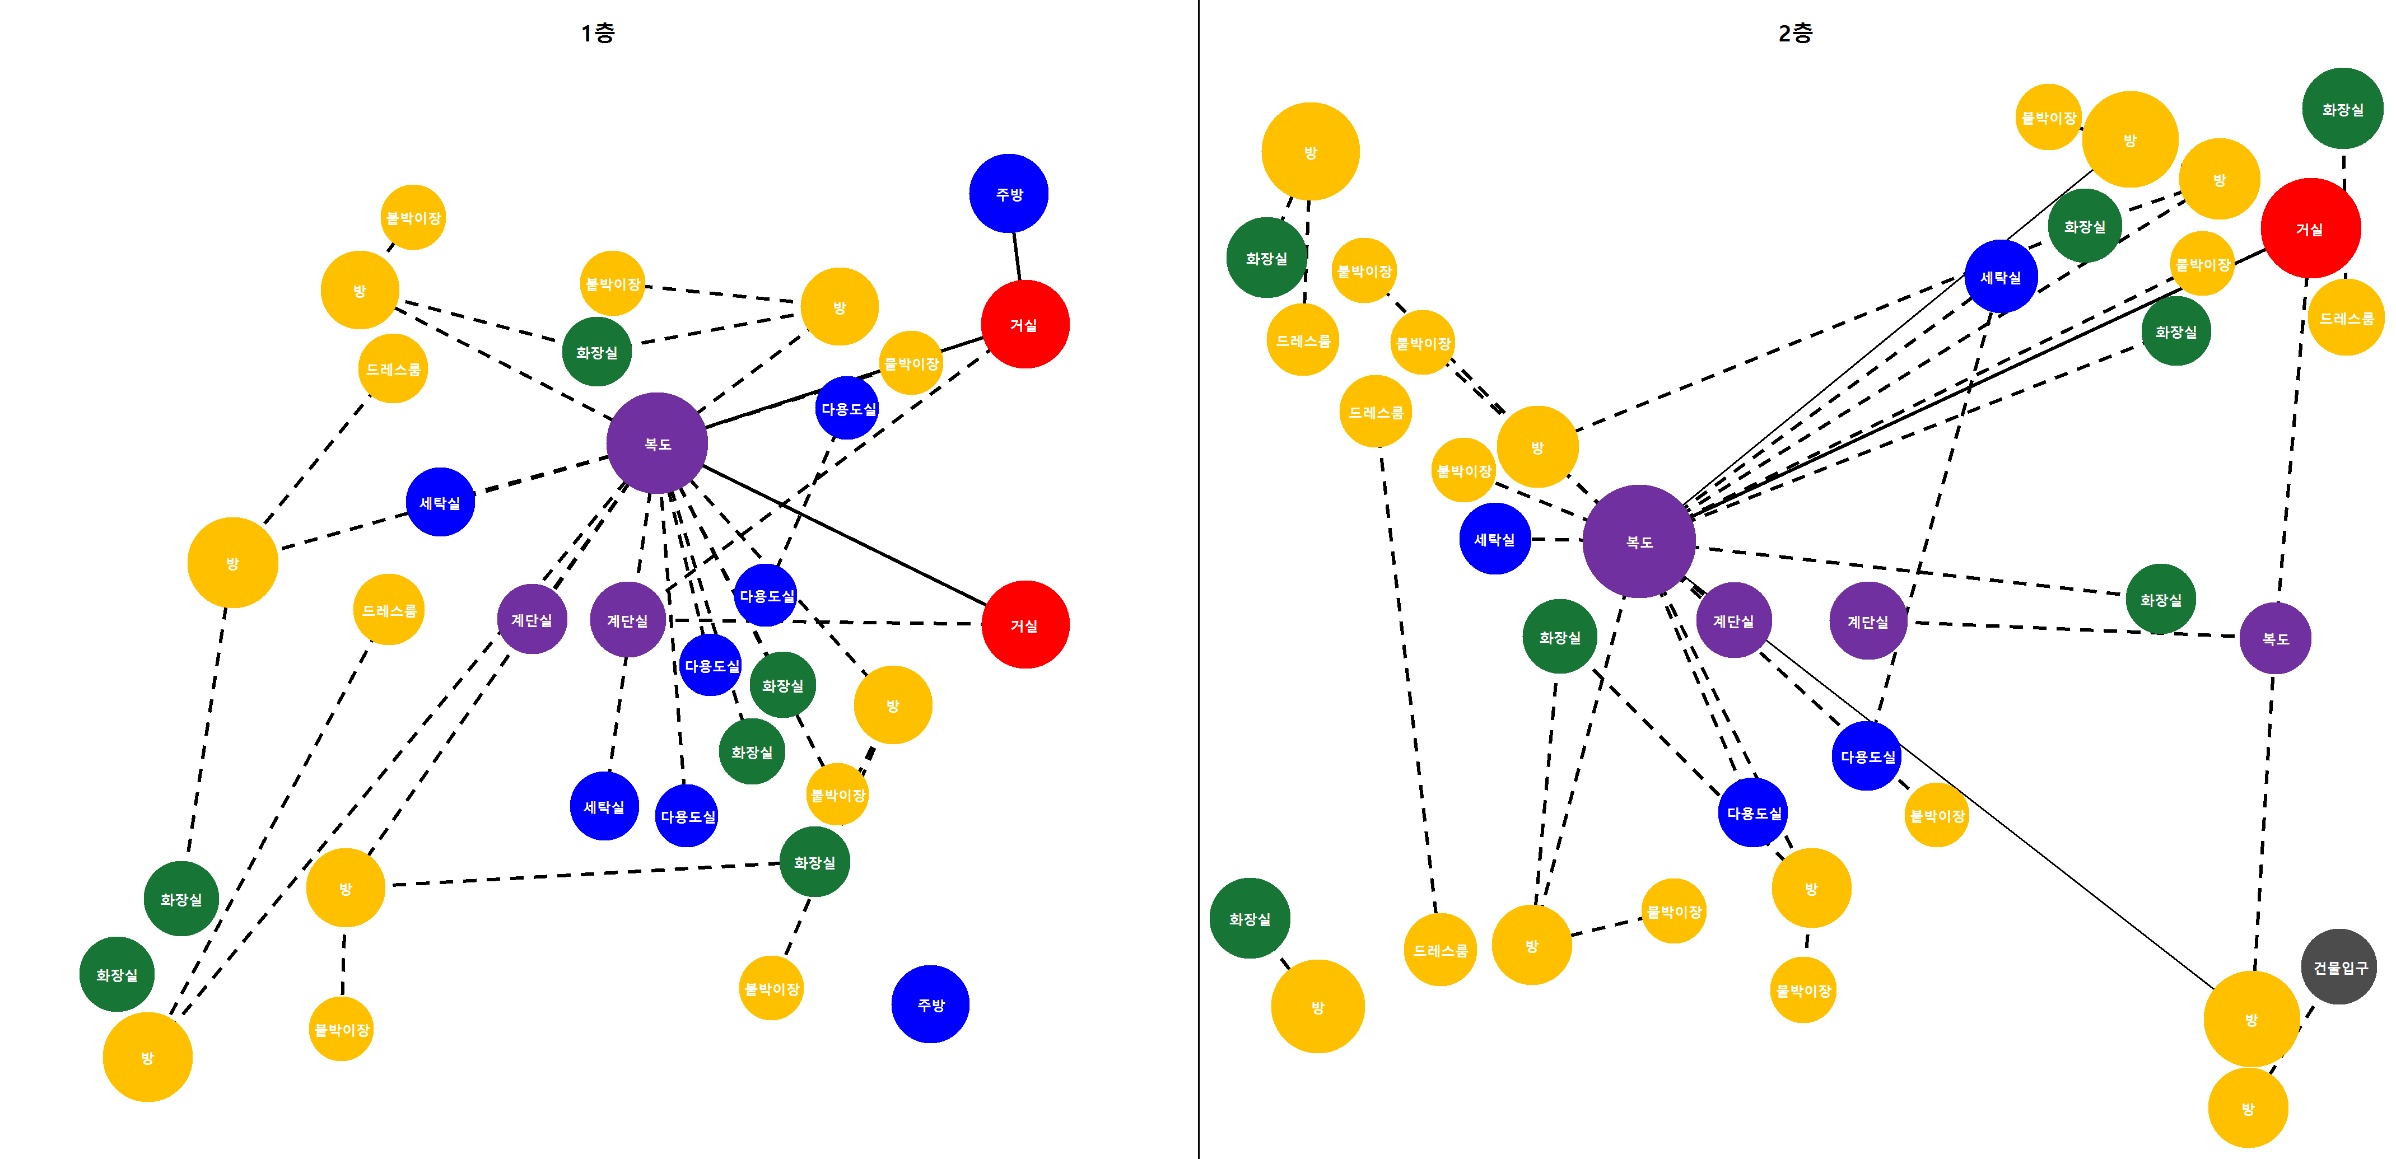 1층
주방
붙박이장
붙박이장
방
방
거실
화장실
드레스룸
붙박이장
다용도실
복도
세탁실
방
드레스룸
계단실
계단실
다용도실
거실
다용도실
화장실
방
화장실
붙박이장
세탁실
다용도실
화장실
방
화장실
화장실
붙박이장
주방
붙박이장
방
2층
화장실
붙박이장
방
방
방
화장실
거실
화장실
붙박이장
붙박이장
세탁실
드레스룸
화장실
드레스룸
붙박이장
드레스룸
방
붙박이장
세탁실
복도
화장실
화장실
계단실
계단실
복도
다용도실
다용도실
붙박이장
방
화장실
붙박이장
방
드레스룸
건물입구
붙박이장
방
방
방